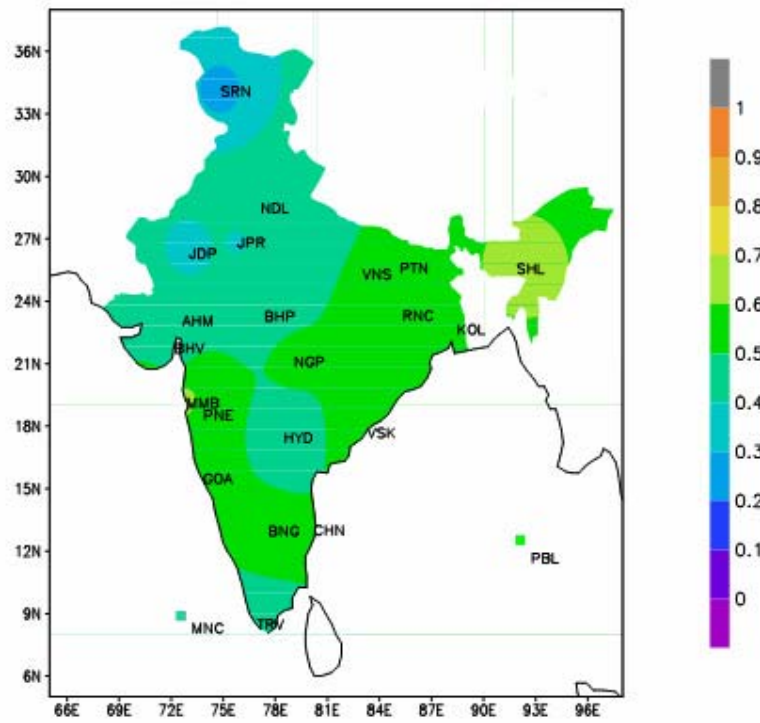 36N
33N
30N
27N
24N
21N
18N
15N
12N
9N
6N
SRN
NDL
JDP
JPR
VNS
PTN
SHL
AHM
BHP
RNC
KOL
BHV
NGP
MMB
PNE
HYD
VSK
GOA
BNG
CHN
PBL
MNC
TRV
66E 69E 72E 75E 78E 81E 84E 87E 90E 93E 96E
1
0.9
0.8
0.7
0.6
0.5
0.4
0.3
0.2
0.1
0